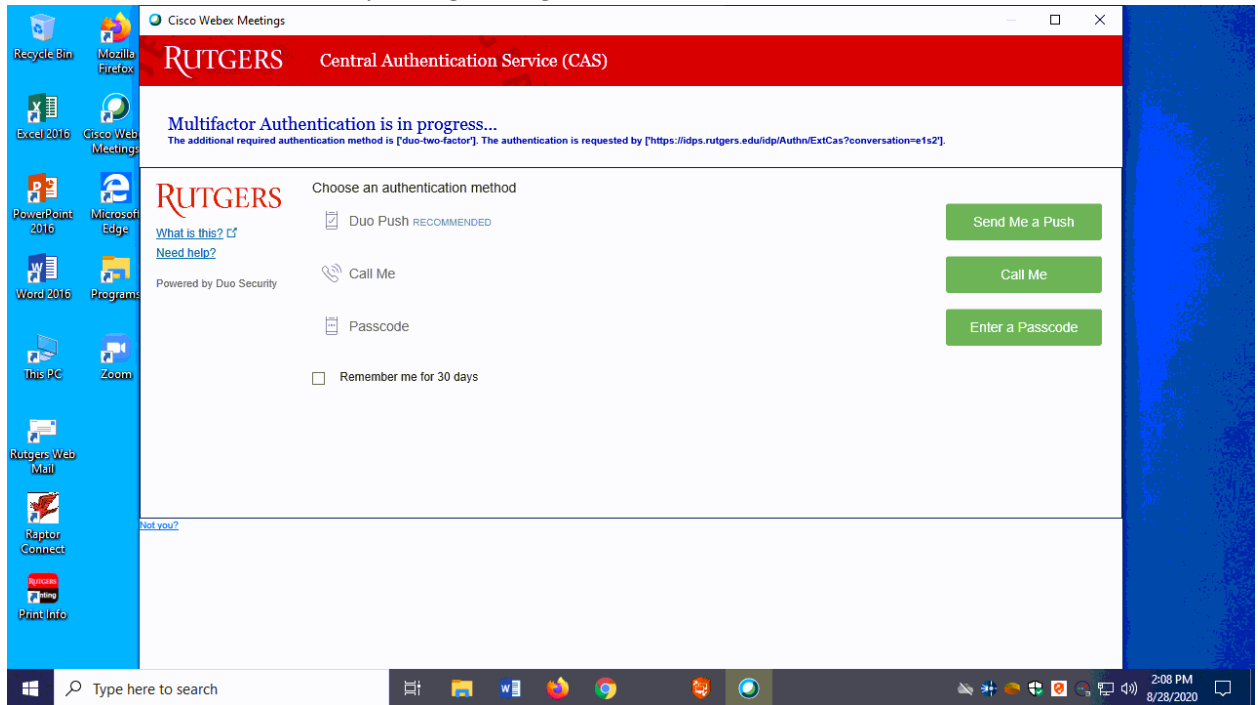 Cisco Webex Meetings
RUTGERS Central Authentication Service (CAS)
Multifactor Authentication is in progress...
The additional required authentication method is ['duo-two-factor']. The authentication is requested by ['https://idps.rutgers.edu/idp/Authn/ExtCas?conversation=e1s2'].
RUTGERS
What is this?
Need help?
Powered by Duo Security
Choose an authentication method
Duo Push RECOMMENDED
Send Me a Push
Call Me
Call Me
Passcode
Enter a Passcode
Remember me for 30 days
Not you?
Recycle Bin
Mozilla
Firefox
Excel 2016
Cisco Web
Meetings
PowerPoint
2016
Microsoft
Edge
Word 2016
Programs
This PC
Zoom
Rutgers Web
Mail
Raptor
Connect
RUTGERS
Print Info
Type here to search
2:08 PM
8/28/2020